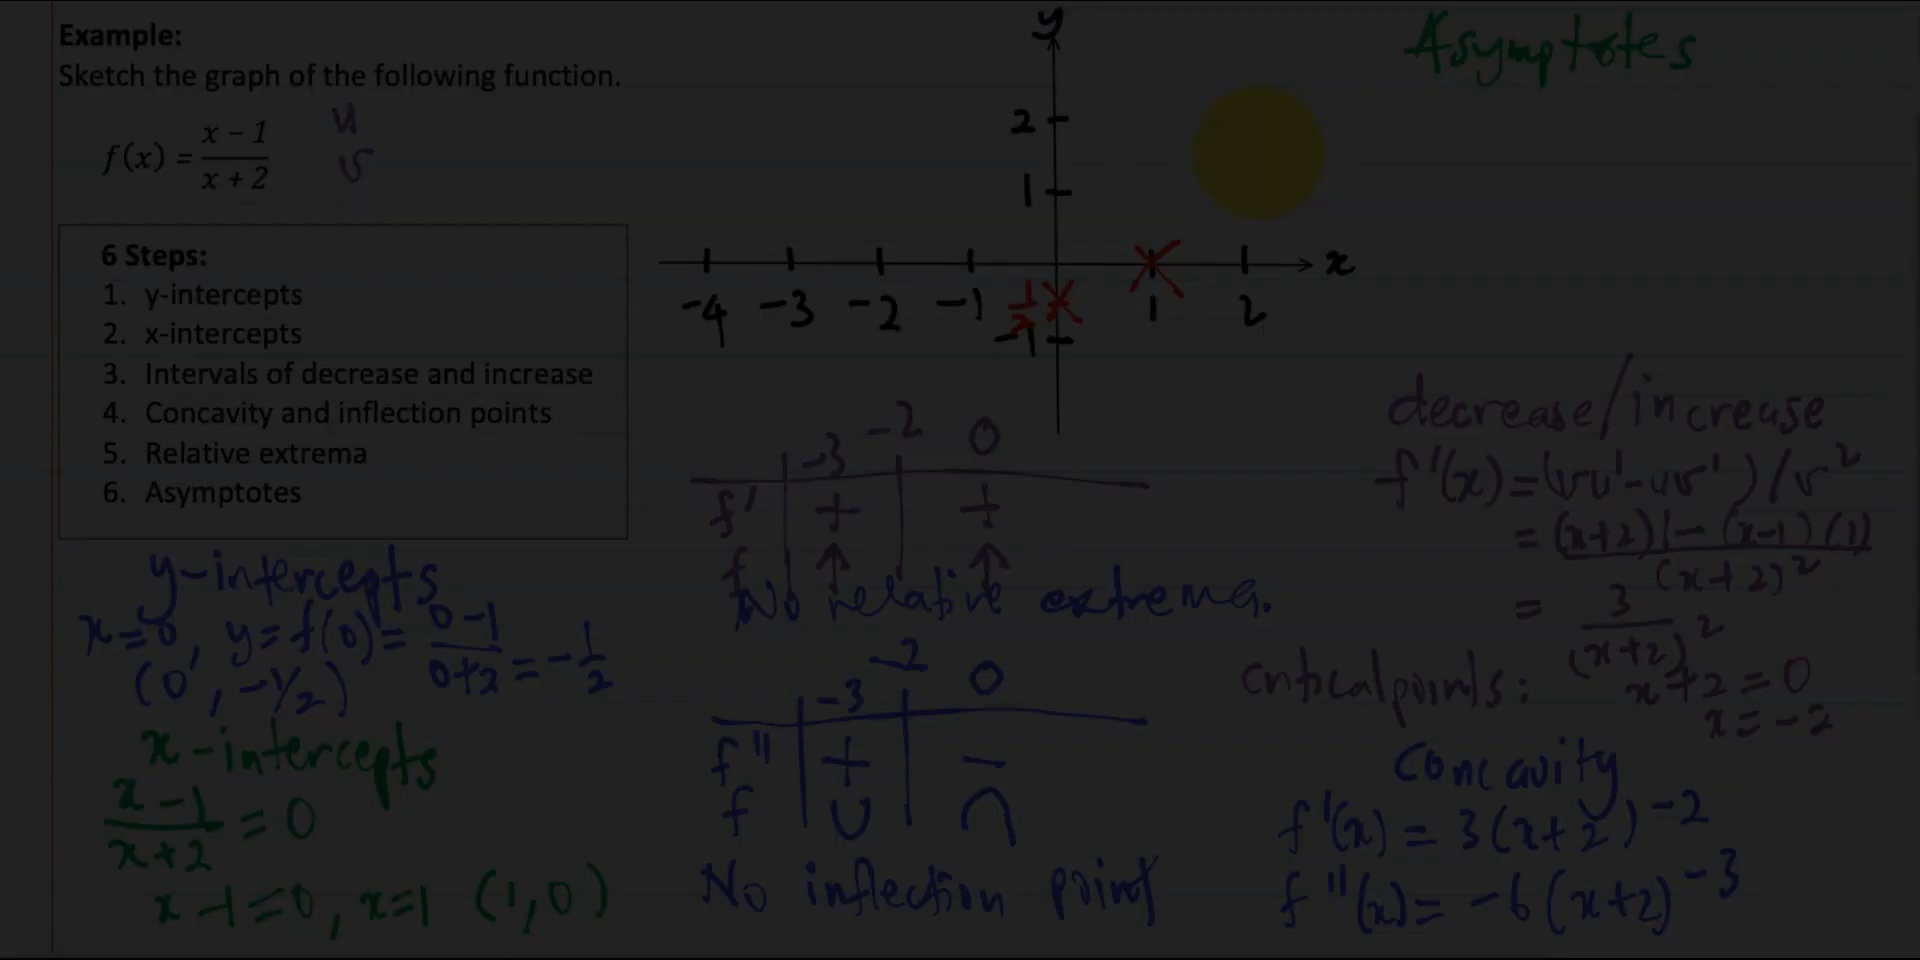 Example:
Sketch the graph of the following function.
f(x) = x - 1 / x + 2
u
v
6 Steps:
1. y-intercepts
2. x-intercepts
3. Intervals of decrease and increase
4. Concavity and inflection points
5. Relative extrema
6. Asymptotes
y-intercepts
x=0, y=f(0)= 0-1 / 0+2 = -1/2
(0, -1/2)
x-intercepts
x-1 / x+2 = 0
x-1=0, x=1 (1,0)
y
2
1
x
-4 -3 -2 -1 1 2
1/2
-1
-3 -2 0
f' + +
f ↑ ↑
No relative extrema.
-3 -2 0
f'' + -
f ∪ ∩
No inflection point
Asymptotes
decrease/increase
f'(x)=(vu'-uv')/v²
= (x+2)1-(x-1)(1) / (x+2)²
= 3 / (x+2)²
Critical points: x+2=0
x=-2
Concavity
f'(x) = 3(x+2)⁻²
f''(x) = -6(x+2)⁻³